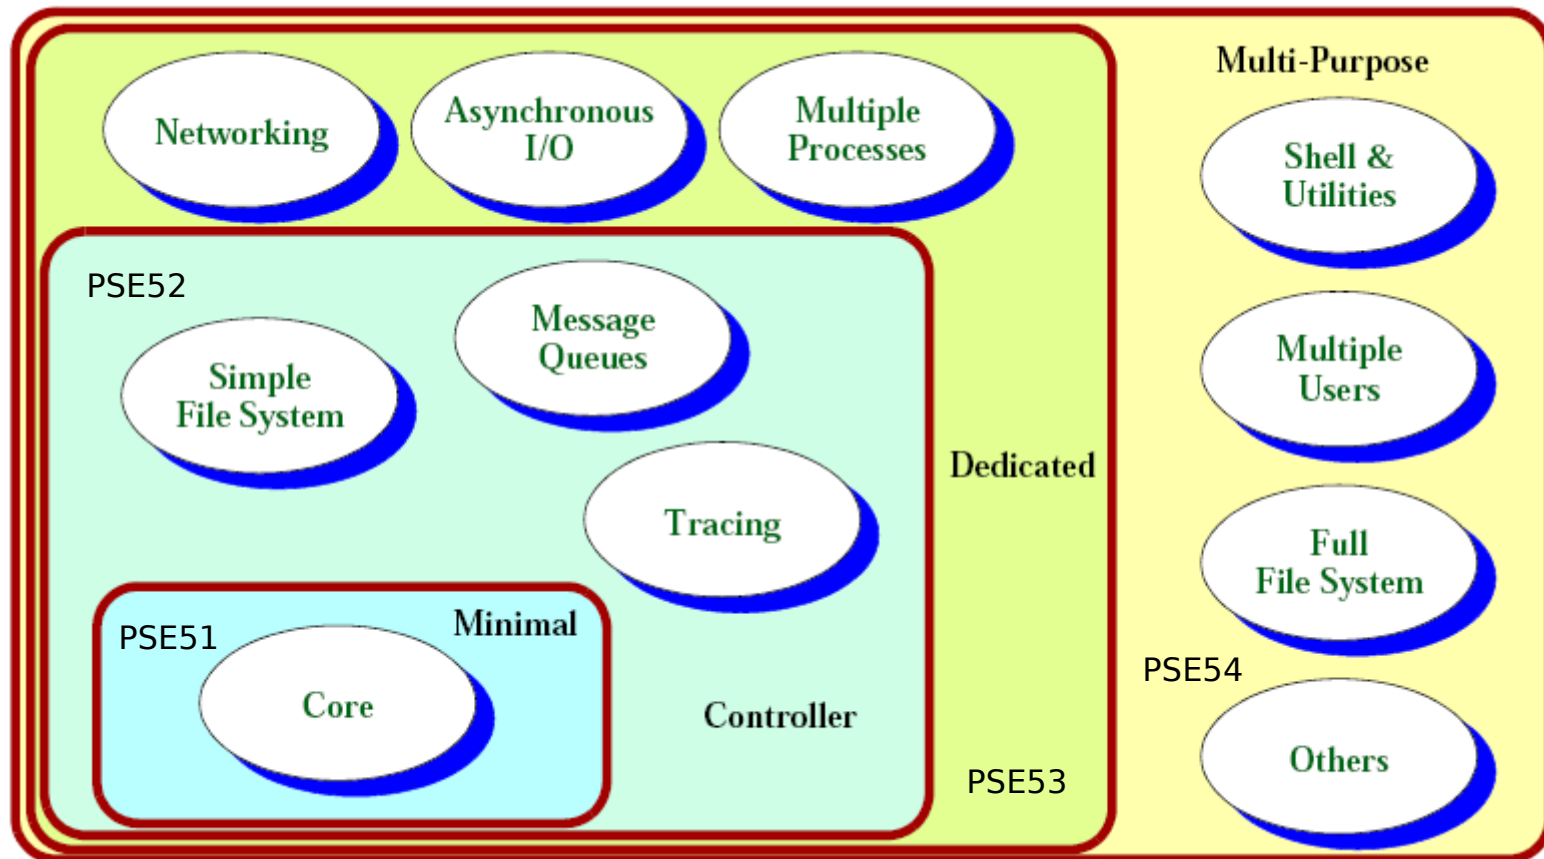 Multi-Purpose
Networking
Asynchronous
I/O
Multiple
Processes
Shell &
Utilities
PSE52
Message
Queues
Simple
File System
Multiple
Users
Dedicated
Tracing
Full
File System
PSE51
Minimal
Core
Controller
PSE54
PSE53
Others